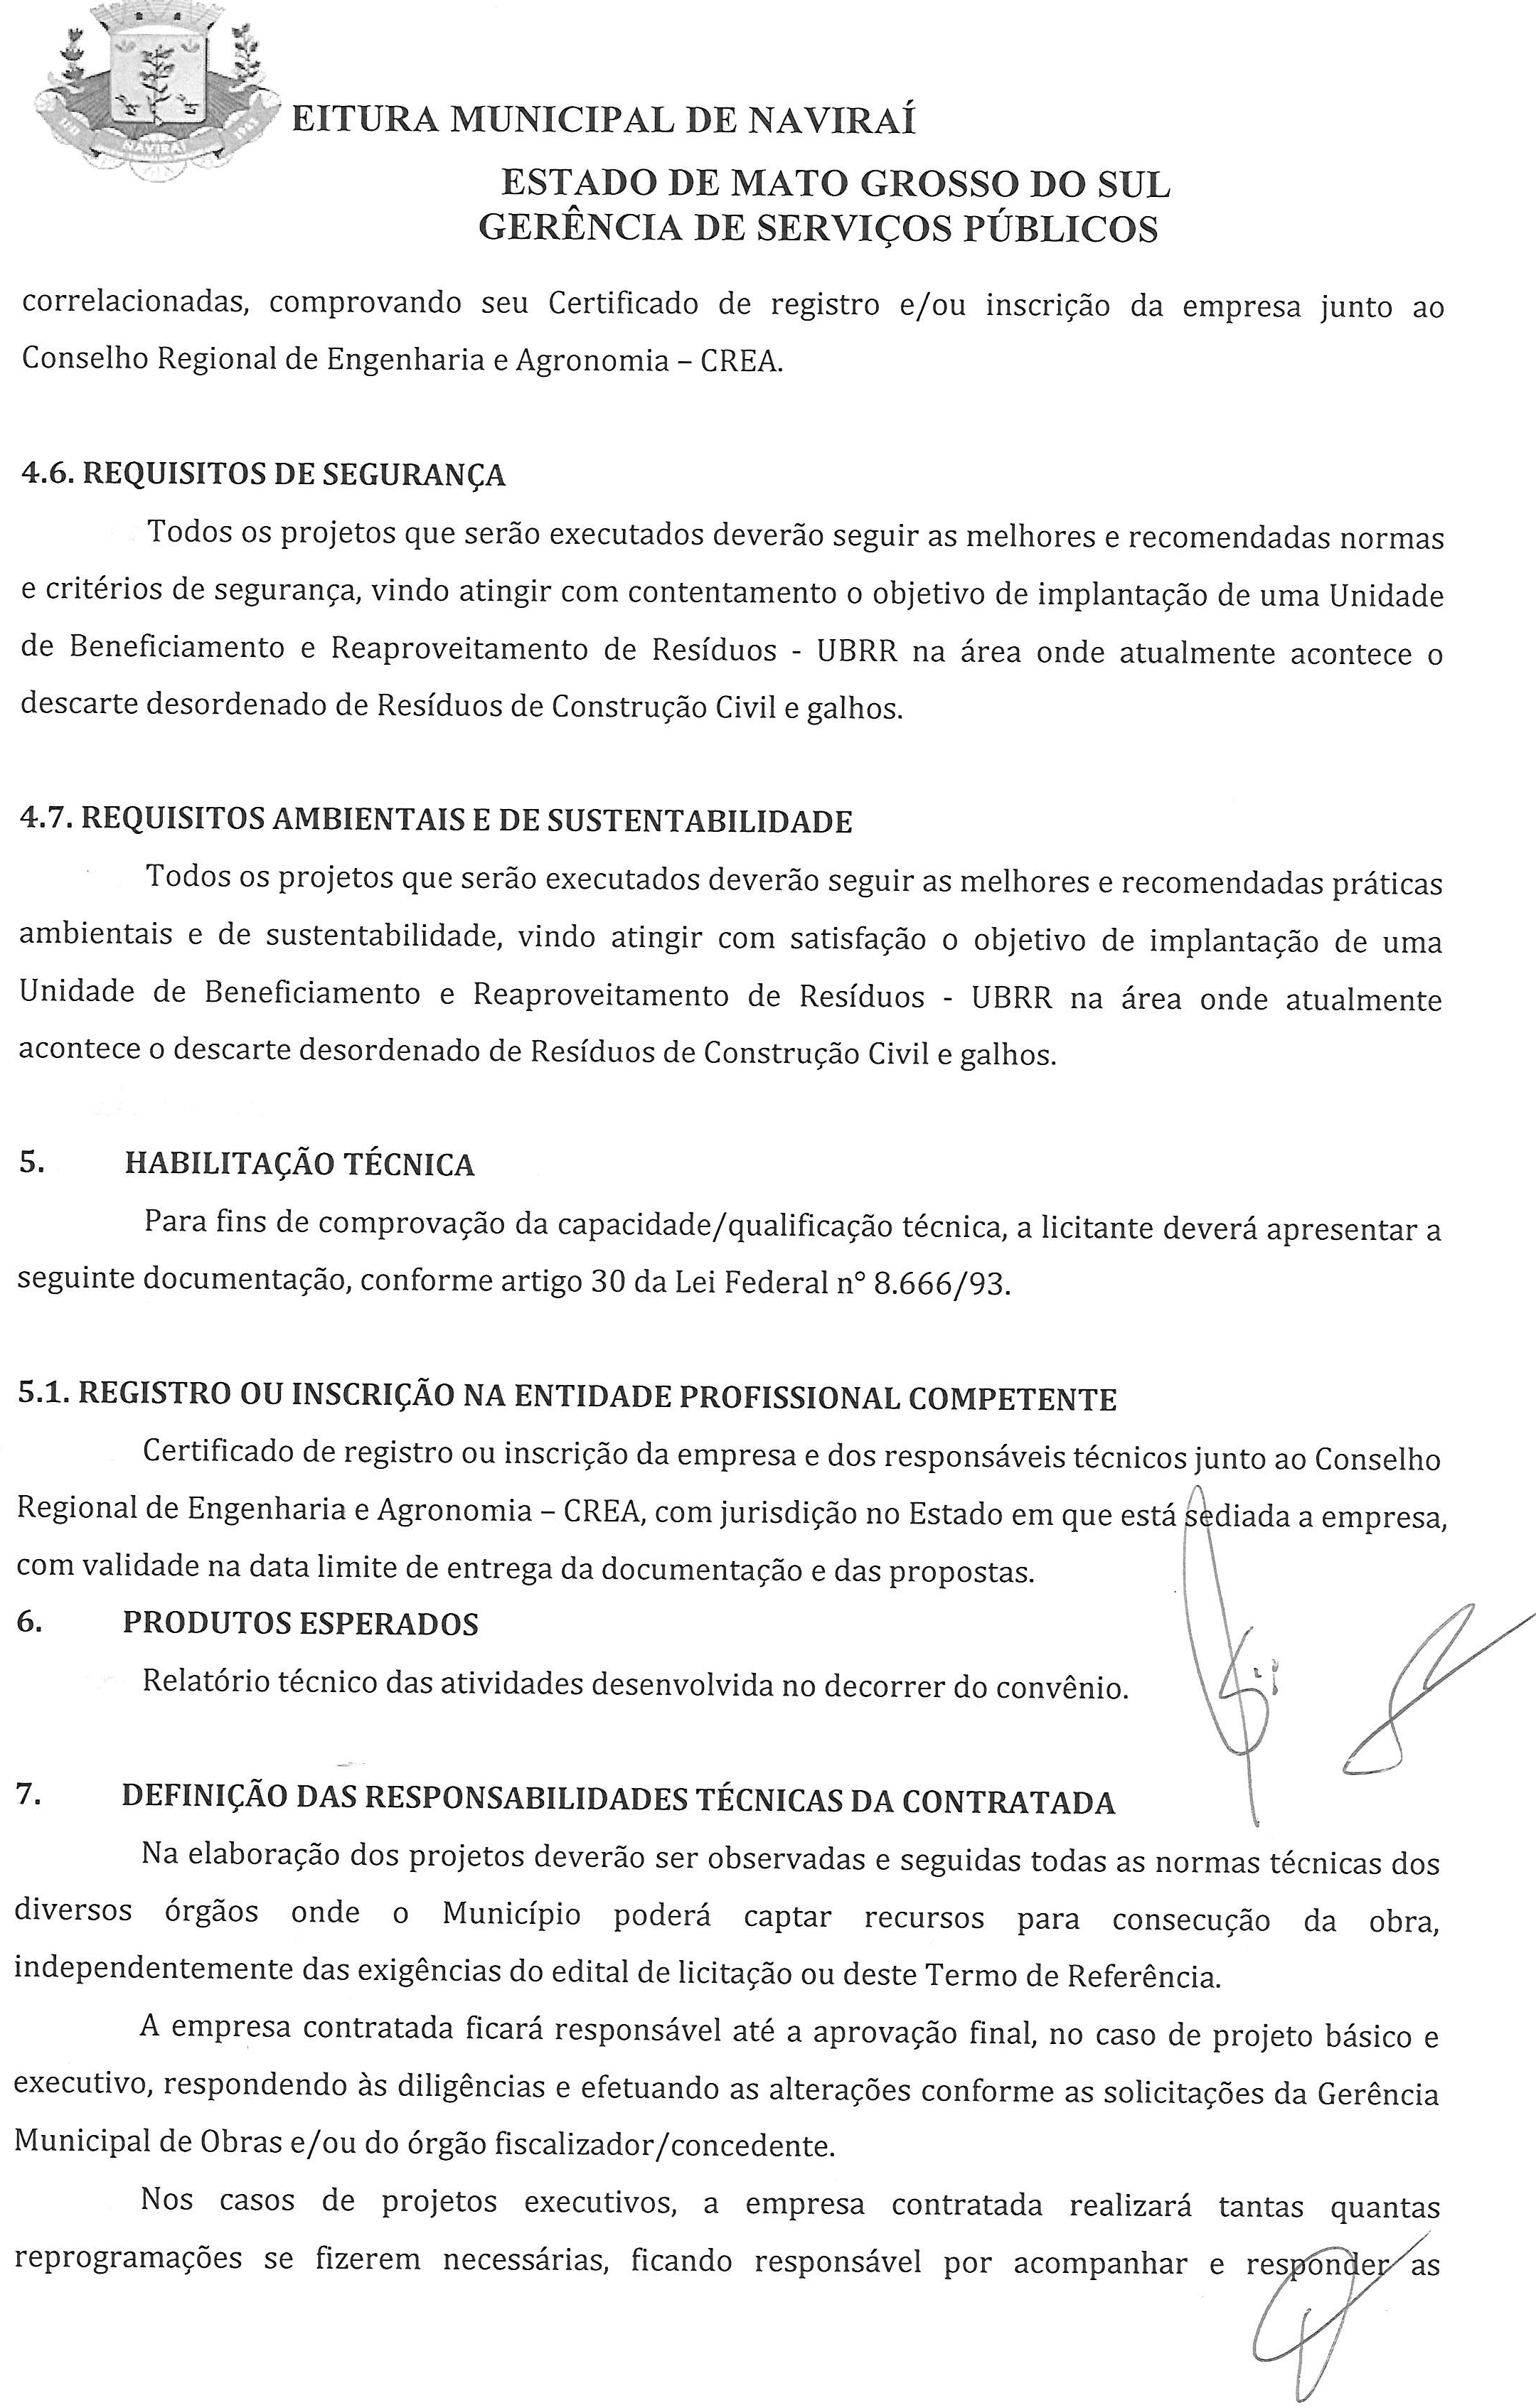 NAVIRAÍ
EITURA MUNICIPAL DE NAVIRAÍ
ESTADO DE MATO GROSSO DO SUL
GERÊNCIA DE SERVIÇOS PÚBLICOS
correlacionadas, comprovando seu Certificado de registro e/ou inscrição da empresa junto ao
Conselho Regional de Engenharia e Agronomia – CREA.
4.6. REQUISITOS DE SEGURANÇA
Todos os projetos que serão executados deverão seguir as melhores e recomendadas normas
e critérios de segurança, vindo atingir com contentamento o objetivo de implantação de uma Unidade
de Beneficiamento e Reaproveitamento de Resíduos - UBRR na área onde atualmente acontece o
descarte desordenado de Resíduos de Construção Civil e galhos.
4.7. REQUISITOS AMBIENTAIS E DE SUSTENTABILIDADE
Todos os projetos que serão executados deverão seguir as melhores e recomendadas práticas
ambientais e de sustentabilidade, vindo atingir com satisfação o objetivo de implantação de uma
Unidade de Beneficiamento e Reaproveitamento de Resíduos - UBRR na área onde atualmente
acontece o descarte desordenado de Resíduos de Construção Civil e galhos.
5. HABILITAÇÃO TÉCNICA
Para fins de comprovação da capacidade/qualificação técnica, a licitante deverá apresentar a
seguinte documentação, conforme artigo 30 da Lei Federal n° 8.666/93.
5.1. REGISTRO OU INSCRIÇÃO NA ENTIDADE PROFISSIONAL COMPETENTE
Certificado de registro ou inscrição da empresa e dos responsáveis técnicos junto ao Conselho
Regional de Engenharia e Agronomia – CREA, com jurisdição no Estado em que está sediada a empresa,
com validade na data limite de entrega da documentação e das propostas.
6. PRODUTOS ESPERADOS
Relatório técnico das atividades desenvolvida no decorrer do convênio.
7. DEFINIÇÃO DAS RESPONSABILIDADES TÉCNICAS DA CONTRATADA
Na elaboração dos projetos deverão ser observadas e seguidas todas as normas técnicas dos
diversos órgãos onde o Município poderá captar recursos para consecução da obra,
independentemente das exigências do edital de licitação ou deste Termo de Referência.
A empresa contratada ficará responsável até a aprovação final, no caso de projeto básico e
executivo, respondendo às diligências e efetuando as alterações conforme as solicitações da Gerência
Municipal de Obras e/ou do órgão fiscalizador/concedente.
Nos casos de projetos executivos, a empresa contratada realizará tantas quantas
reprogramações se fizerem necessárias, ficando responsável por acompanhar e responder as